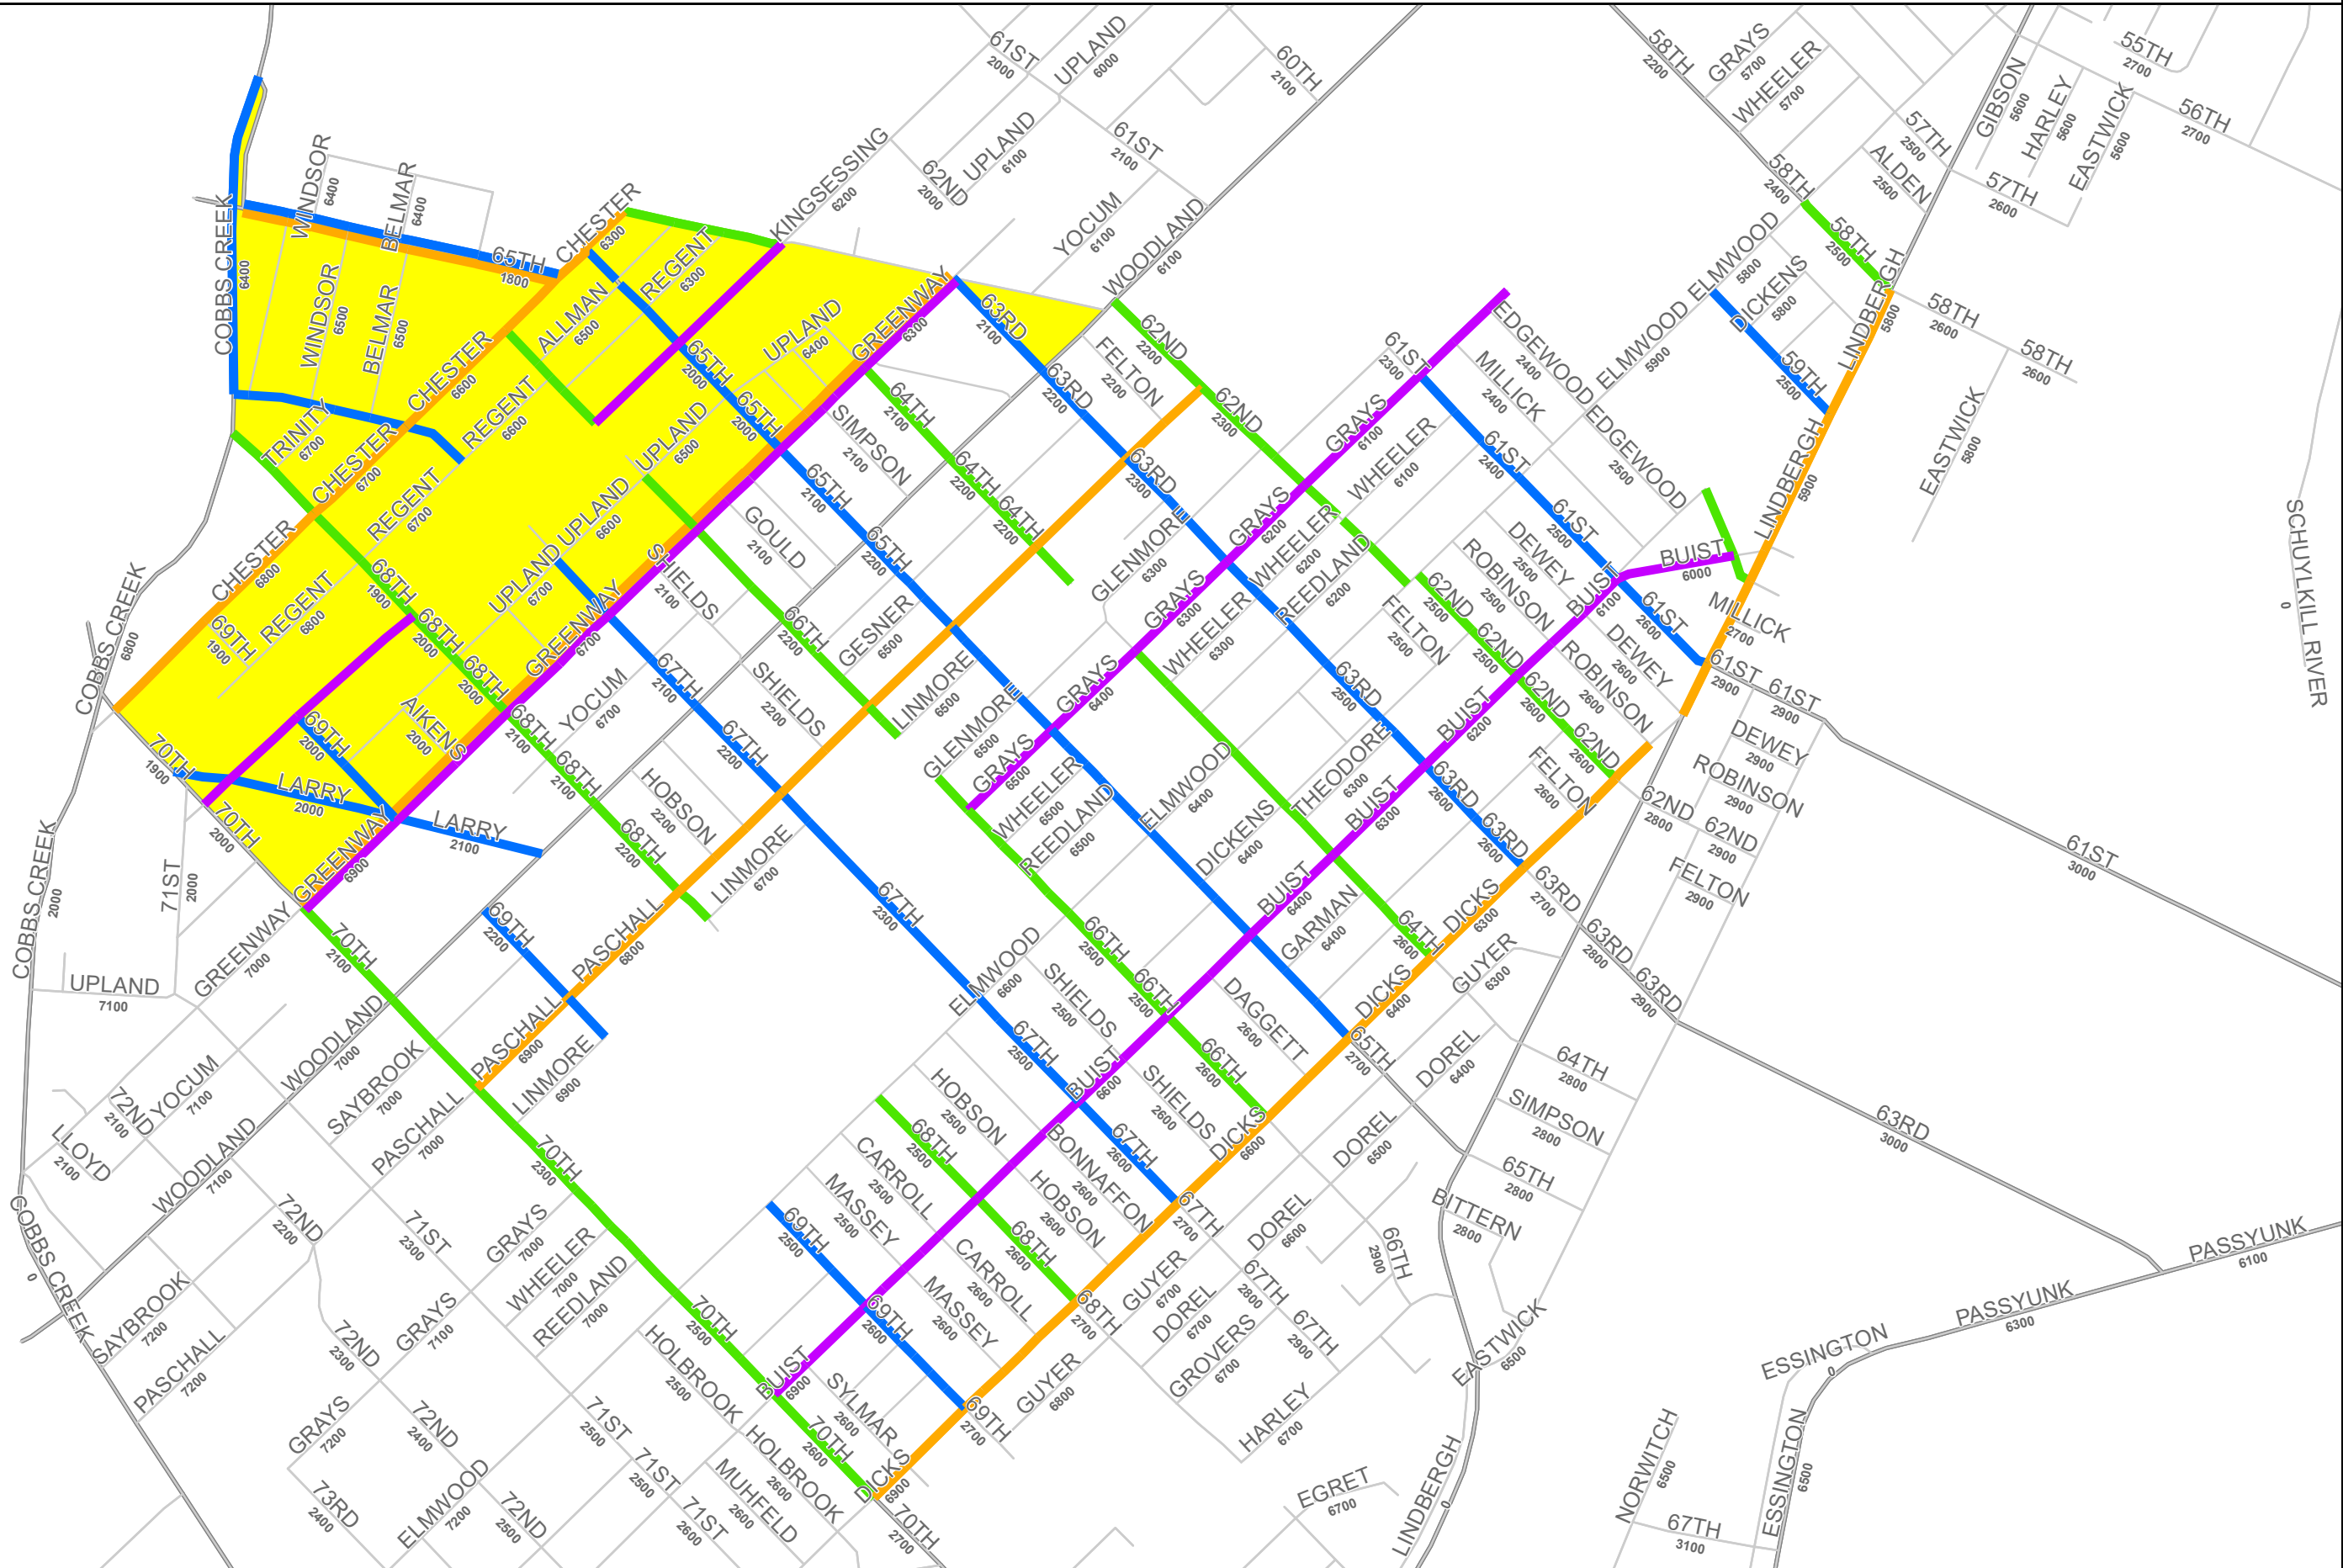 61ST
2000
UPLAND
6000
60TH
2100
58TH
2200
GRAYS
5700
WHEELER
5700
GIBSON
5600
HARLEY
5600
EASTWICK
5600
55TH
2700
56TH
2700
57TH
2500
ALDEN
2500
57TH
2600
58TH
2400
58TH
2500
61ST
2100
UPLAND
6100
62ND
2000
KINGSESSING
6200
YOCUM
6100
WOODLAND
6100
WINDSOR
6400
BELMAR
6400
COBBS CREEK
6400
65TH
1800
CHESTER
6300
REGENT
6300
ALLMAN
6500
WINDSOR
6500
BELMAR
6500
CHESTER
6600
REGENT
6600
65TH
2000
65TH
2000
UPLAND
6400
GREENWAY
6300
63RD
2100
62ND
2200
FELTON
2200
63RD
2200
62ND
2300
64TH
2100
SIMPSON
2100
UPLAND
6500
TRINITY
6700
CHESTER
6700
REGENT
6700
CHESTER
6800
REGENT
6800
69TH
1900
68TH
1900
68TH
2000
68TH
2000
UPLAND
6600
UPLAND
6700
GREENWAY
6700
SHIELDS
2100
GOULD
2100
65TH
2100
65TH
2200
64TH
2200
64TH
2200
63RD
2300
GLENMORE
6300
GRAYS
6100
GRAYS
6200
GRAYS
6300
GRAYS
6400
GRAYS
6500
WHEELER
6100
WHEELER
6200
WHEELER
6300
REEDLAND
6200
61ST
2300
EDGEWOOD
2400
MILLICK
2400
EDGEWOOD
2500
ELMWOOD
5800
ELMWOOD
5900
DICKENS
5800
59TH
2500
LINDBERGH
5800
LINDBERGH
5900
58TH
2600
58TH
2600
EASTWICK
5800
SCHUYLKILL RIVER
0
61ST
2400
61ST
2500
DEWEY
2500
ROBINSON
2500
BUIST
6000
BUIST
6100
61ST
2600
MILLICK
2700
61ST
2900
61ST
2900
DEWEY
2600
ROBINSON
2600
62ND
2500
62ND
2500
62ND
2600
62ND
2600
FELTON
2500
FELTON
2600
DEWEY
2900
ROBINSON
2900
62ND
2800
62ND
2900
FELTON
2900
61ST
3000
COBBS CREEK
6800
70TH
1900
70TH
2000
69TH
2000
AIKENS
2000
LARRY
2000
LARRY
2100
GREENWAY
6900
68TH
2100
68TH
2100
68TH
2200
YOCUM
6700
67TH
2100
67TH
2200
SHIELDS
2200
66TH
2200
GESNER
6500
LINMORE
6500
GLENMORE
6500
WHEELER
6500
REEDLAND
6500
ELMWOOD
6400
DICKENS
6400
THEODORE
6300
63RD
2500
63RD
2600
63RD
2600
BUIST
6200
BUIST
6300
BUIST
6400
GARMAN
6400
64TH
2600
DICKS
6300
DICKS
6400
GUYER
6300
63RD
2700
63RD
2800
63RD
2900
63RD
3000
COBBS CREEK
2000
71ST
2000
UPLAND
7100
GREENWAY
7000
70TH
2100
WOODLAND
7000
HOBSON
2200
LINMORE
6700
69TH
2200
PASCHALL
6800
PASCHALL
6900
LINMORE
6900
67TH
2300
ELMWOOD
6600
SHIELDS
2500
66TH
2500
66TH
2500
66TH
2600
DAGGETT
2600
65TH
2700
DOREL
6400
DOREL
6500
64TH
2800
SIMPSON
2800
65TH
2800
BITTERN
2800
67TH
2500
BUIST
6600
SHIELDS
2600
67TH
2600
DICKS
6600
HOBSON
2500
BONNAFFON
2600
HOBSON
2600
67TH
2700
DOREL
6600
66TH
2900
LLOYD
2100
72ND
2100
YOCUM
7100
SAYBROOK
7000
PASCHALL
7000
WOODLAND
7100
72ND
2200
COBBS CREEK
0
SAYBROOK
7200
PASCHALL
7200
71ST
2300
GRAYS
7000
WHEELER
7000
REEDLAND
7000
70TH
2300
70TH
2500
GRAYS
7100
72ND
2300
GRAYS
7200
72ND
2400
73RD
2400
ELMWOOD
7200
72ND
2500
71ST
2500
71ST
2500
71ST
2600
HOLBROOK
2500
HOLBROOK
2600
MUHFELD
2600
BUIST
6900
70TH
2600
SYLMAR
2600
DICKS
6900
70TH
2700
69TH
2500
69TH
2600
69TH
2700
MASSEY
2500
MASSEY
2600
CARROLL
2500
CARROLL
2600
68TH
2500
68TH
2600
68TH
2700
GUYER
6700
GUYER
6800
DOREL
6700
GROVERS
6700
67TH
2800
67TH
2900
HARLEY
6700
EGRET
6700
EASTWICK
6500
LINDBERGH
0
NORWITCH
6500
67TH
3100
ESSINGTON
6500
ESSINGTON
0
PASSYUNK
6300
PASSYUNK
6100